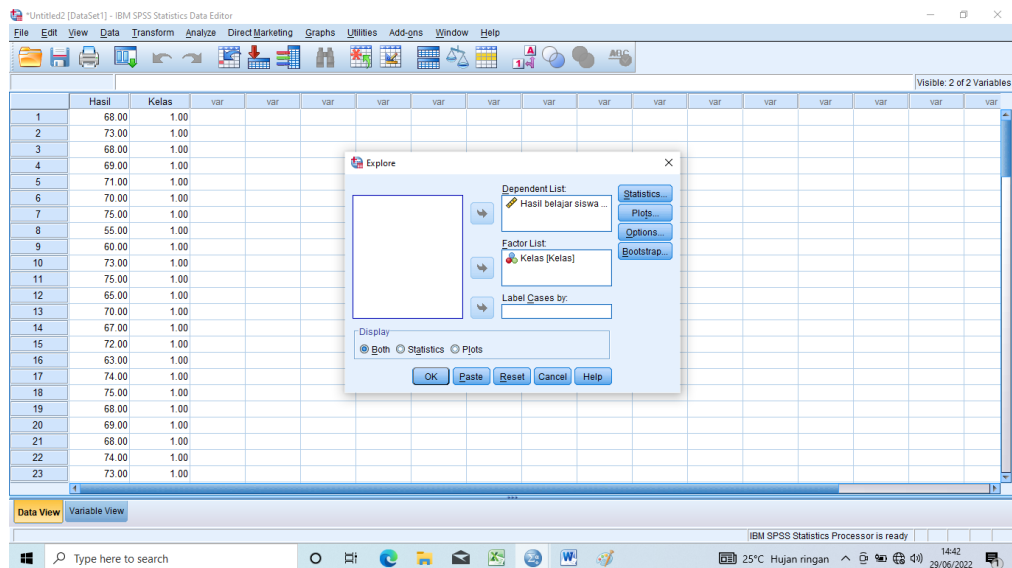 *Untitled2 [DataSet1] - IBM SPSS Statistics Data Editor
File Edit View Data Transform Analyze Direct Marketing Graphs Utilities Add-ons Window Help
Visible: 2 of 2 Variables
Hasil Kelas var var var var var var var var var var var var var var var
1 68.00 1.00
2 73.00 1.00
3 68.00 1.00
4 69.00 1.00
5 71.00 1.00
6 70.00 1.00
7 75.00 1.00
8 55.00 1.00
9 60.00 1.00
10 73.00 1.00
11 75.00 1.00
12 65.00 1.00
13 70.00 1.00
14 67.00 1.00
15 72.00 1.00
16 63.00 1.00
17 74.00 1.00
18 75.00 1.00
19 68.00 1.00
20 69.00 1.00
21 68.00 1.00
22 74.00 1.00
23 73.00 1.00
Explore
Dependent List:
Hasil belajar siswa ...
Factor List:
Kelas [Kelas]
Label Cases by:
Statistics...
Plots...
Options...
Bootstrap...
Display
Both Statistics Plots
OK Paste Reset Cancel Help
Data View Variable View
IBM SPSS Statistics Processor is ready
Type here to search
25°C Hujan ringan
14:42
29/06/2022